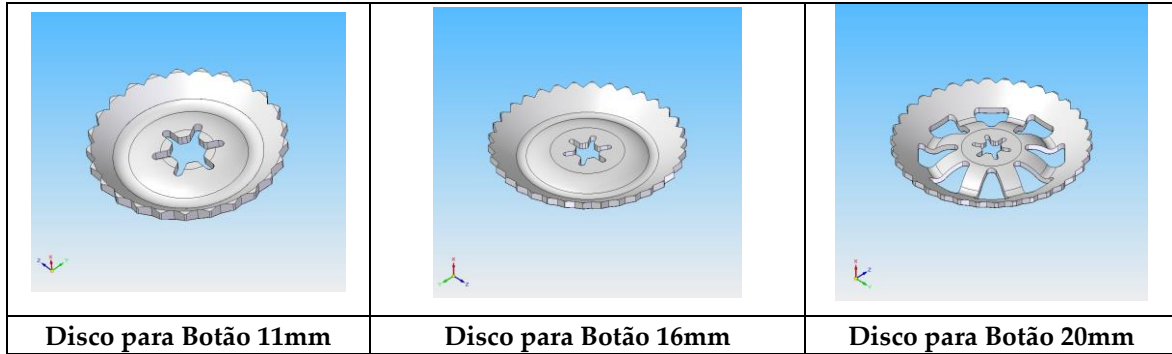 Disco para Botão 11mm
Disco para Botão 16mm
Disco para Botão 20mm